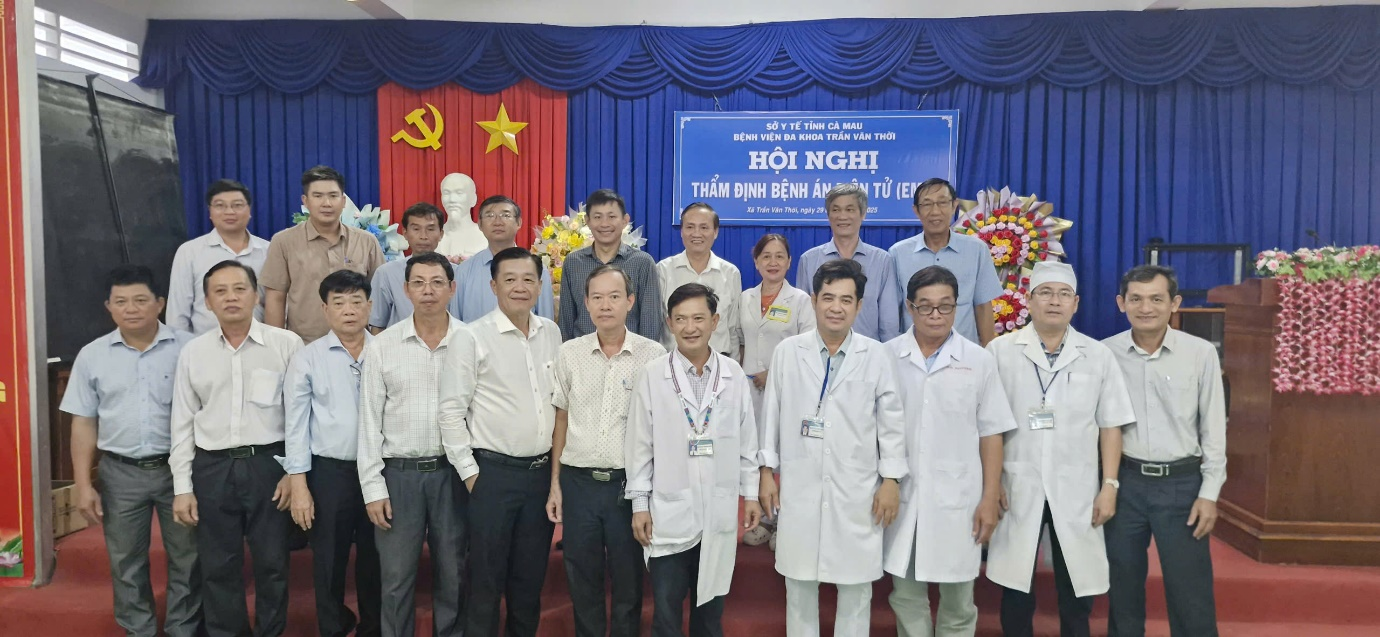 SỞ Y TẾ TỈNH CÀ MAU
BỆNH VIỆN ĐA KHOA TRẦN VĂN THỜI
HỘI NGHỊ
THẨM ĐỊNH BỆNH ÁN TỬ
Xã Trần Văn Thời, ngày 29